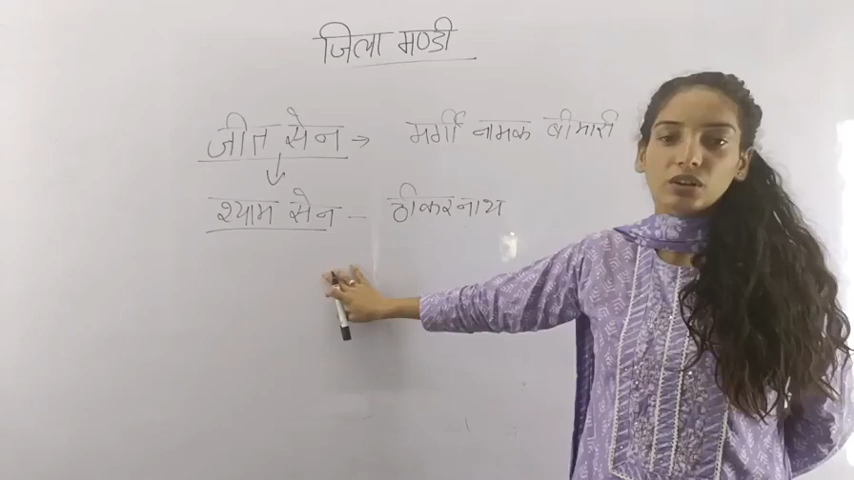 जिला मण्डी
जीत सेन → मर्गी नामक बीमारी
↓
श्याम सेन - ठीकरनाथ